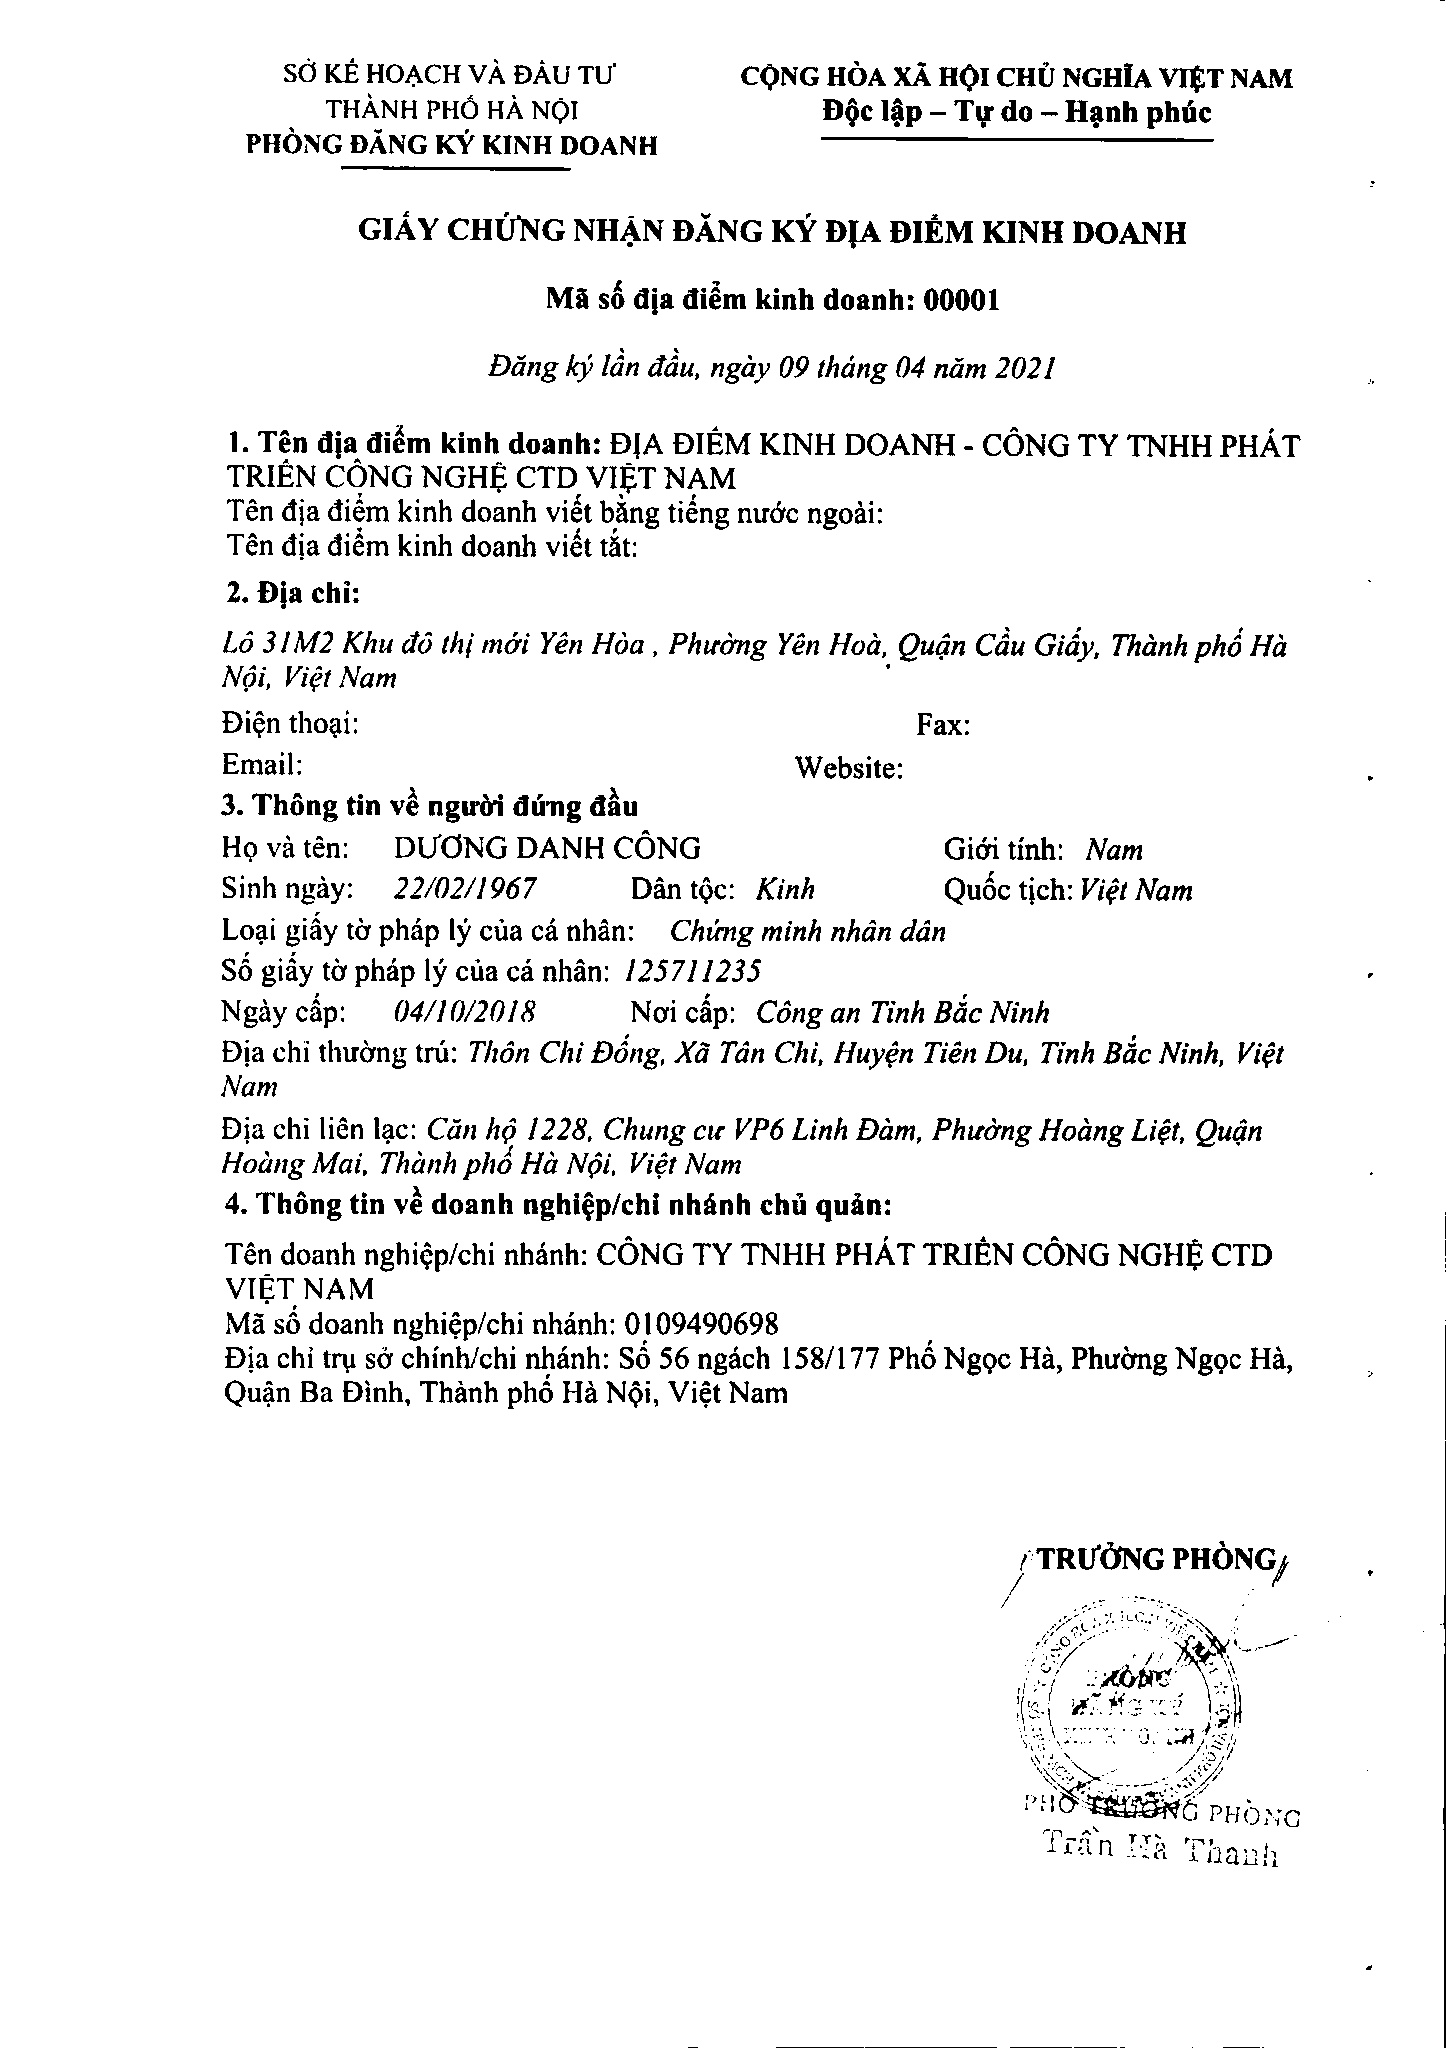 SỞ KẾ HOẠCH VÀ ĐẦU TƯ
THÀNH PHỐ HÀ NỘI
PHÒNG ĐĂNG KÝ KINH DOANH
CỘNG HÒA XÃ HỘI CHỦ NGHĨA VIỆT NAM
Độc lập – Tự do – Hạnh phúc
GIẤY CHỨNG NHẬN ĐĂNG KÝ ĐỊA ĐIỂM KINH DOANH
Mã số địa điểm kinh doanh: 00001
Đăng ký lần đầu, ngày 09 tháng 04 năm 2021
1. Tên địa điểm kinh doanh: ĐỊA ĐIỂM KINH DOANH - CÔNG TY TNHH PHÁT
TRIỂN CÔNG NGHỆ CTD VIỆT NAM
Tên địa điểm kinh doanh viết bằng tiếng nước ngoài:
Tên địa điểm kinh doanh viết tắt:
2. Địa chỉ:
Lô 31M2 Khu đô thị mới Yên Hòa , Phường Yên Hoà, Quận Cầu Giấy, Thành phố Hà
Nội, Việt Nam
Điện thoại: Fax:
Email: Website:
3. Thông tin về người đứng đầu
Họ và tên: DƯƠNG DANH CÔNG Giới tính: Nam
Sinh ngày: 22/02/1967 Dân tộc: Kinh Quốc tịch: Việt Nam
Loại giấy tờ pháp lý của cá nhân: Chứng minh nhân dân
Số giấy tờ pháp lý của cá nhân: 125711235
Ngày cấp: 04/10/2018 Nơi cấp: Công an Tỉnh Bắc Ninh
Địa chỉ thường trú: Thôn Chi Đống, Xã Tân Chi, Huyện Tiên Du, Tỉnh Bắc Ninh, Việt
Nam
Địa chỉ liên lạc: Căn hộ 1228, Chung cư VP6 Linh Đàm, Phường Hoàng Liệt, Quận
Hoàng Mai, Thành phố Hà Nội, Việt Nam
4. Thông tin về doanh nghiệp/chi nhánh chủ quản:
Tên doanh nghiệp/chi nhánh: CÔNG TY TNHH PHÁT TRIỂN CÔNG NGHỆ CTD
VIỆT NAM
Mã số doanh nghiệp/chi nhánh: 0109490698
Địa chỉ trụ sở chính/chi nhánh: Số 56 ngách 158/177 Phố Ngọc Hà, Phường Ngọc Hà,
Quận Ba Đình, Thành phố Hà Nội, Việt Nam
TRƯỞNG PHÒNG
PHÒNG
ĐĂNG KÝ
KINH DOANH
PHÓ TRƯỞNG PHÒNG
Trần Hà Thanh